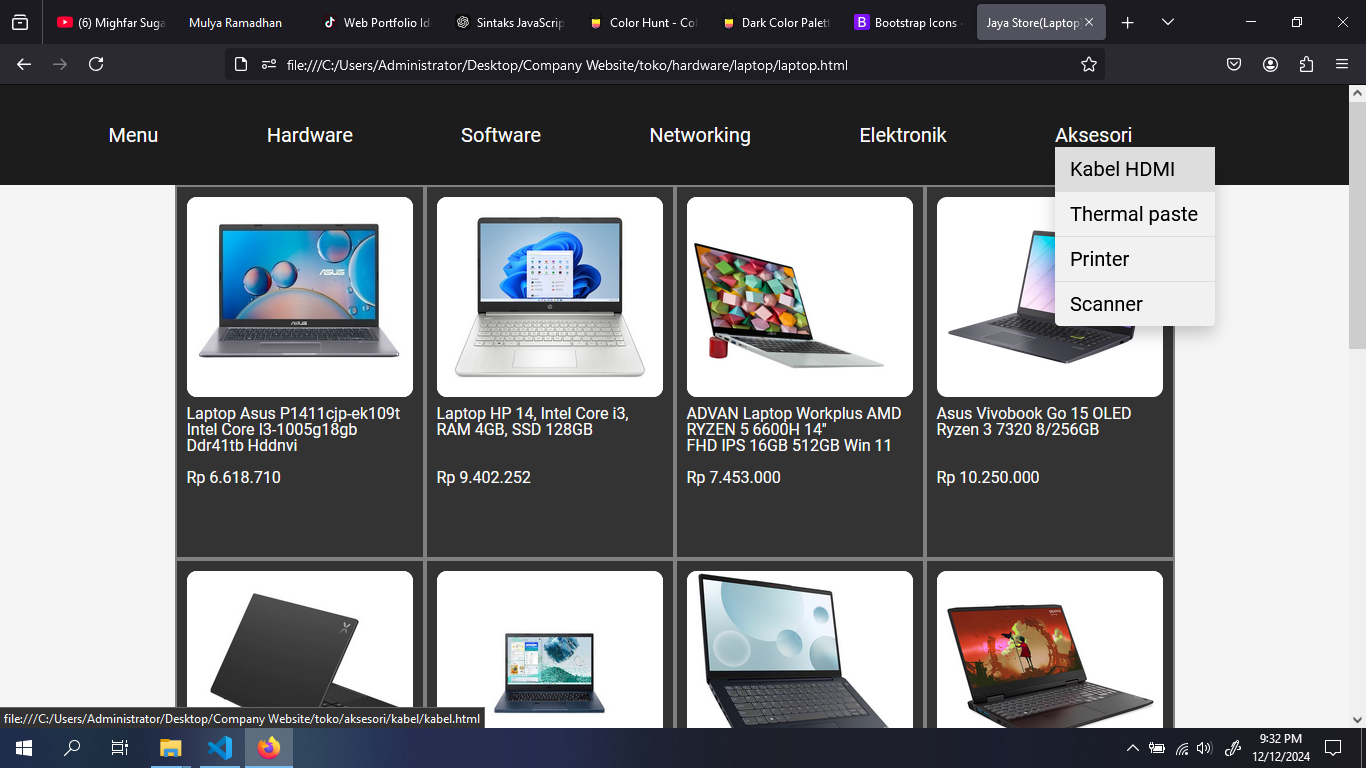 (6) Mighfar Suga
Mulya Ramadhan
Web Portfolio Id
Sintaks JavaScrip
Color Hunt - Col
Dark Color Palett
Bootstrap Icons
Jaya Store(Laptop)
file:///C:/Users/Administrator/Desktop/Company Website/toko/hardware/laptop/laptop.html
Menu
Hardware
Software
Networking
Elektronik
Aksesori
Kabel HDMI
Thermal paste
Printer
Scanner
ASUS
ASUS
Laptop Asus P1411cjp-ek109t
Intel Core I3-1005g18gb
Ddr41tb Hddnvi
Rp 6.618.710
Laptop HP 14, Intel Core i3,
RAM 4GB, SSD 128GB
Rp 9.402.252
ADVAN Laptop Workplus AMD
RYZEN 5 6600H 14"
FHD IPS 16GB 512GB Win 11
Rp 7.453.000
Asus Vivobook Go 15 OLED
Ryzen 3 7320 8/256GB
Rp 10.250.000
file:///C:/Users/Administrator/Desktop/Company Website/toko/aksesori/kabel/kabel.html
9:32 PM
12/12/2024